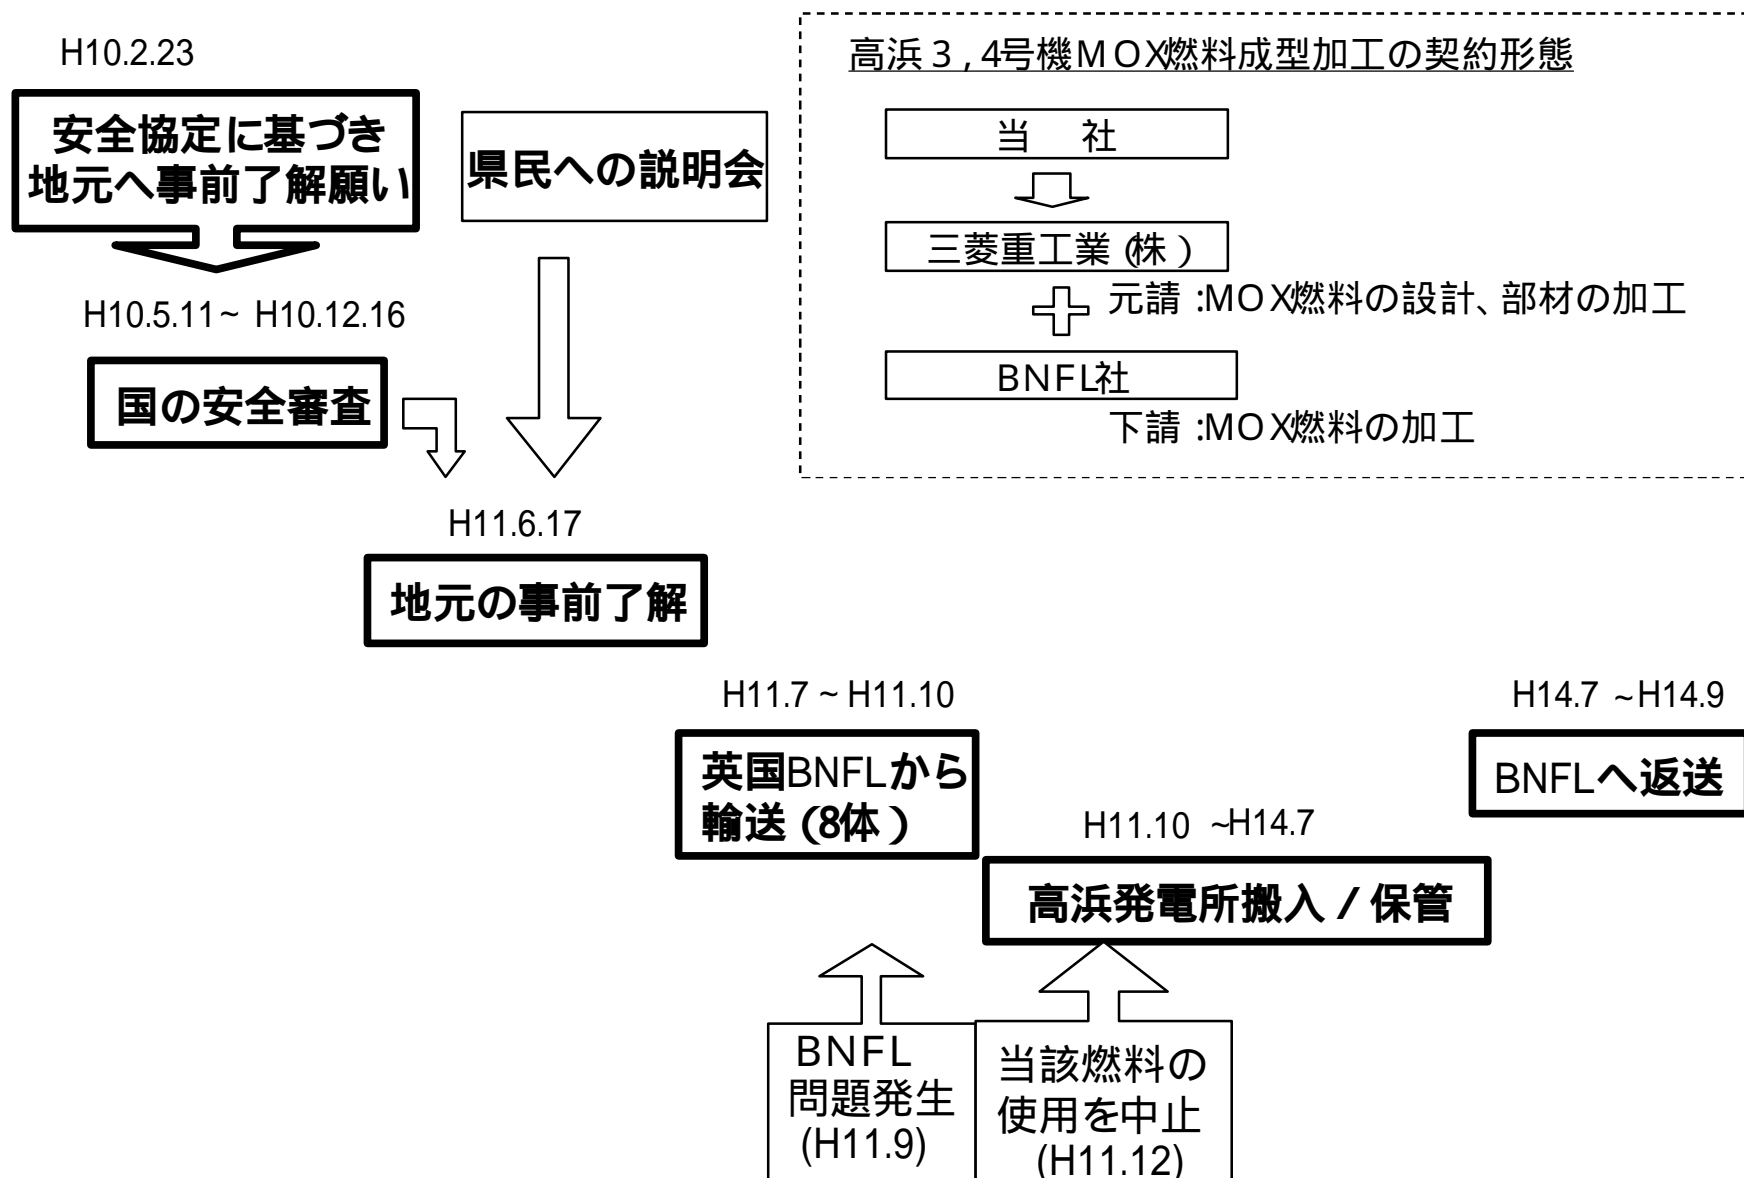 H10.2.23
安全協定に基づき
地元へ事前了解願い
県民への説明会
高浜3,4号機MOX燃料成型加工の契約形態
当 社
三菱重工業(株)
元請:MOX燃料の設計、部材の加工
BNFL社
下請:MOX燃料の加工
H10.5.11~ H10.12.16
国の安全審査
H11.6.17
地元の事前了解
H11.7 ~ H11.10
英国BNFLから
輸送(8体)
H11.10 ~H14.7
高浜発電所搬入/保管
H14.7 ~H14.9
BNFLへ返送
BNFL
問題発生
(H11.9)
当該燃料の
使用を中止
(H11.12)